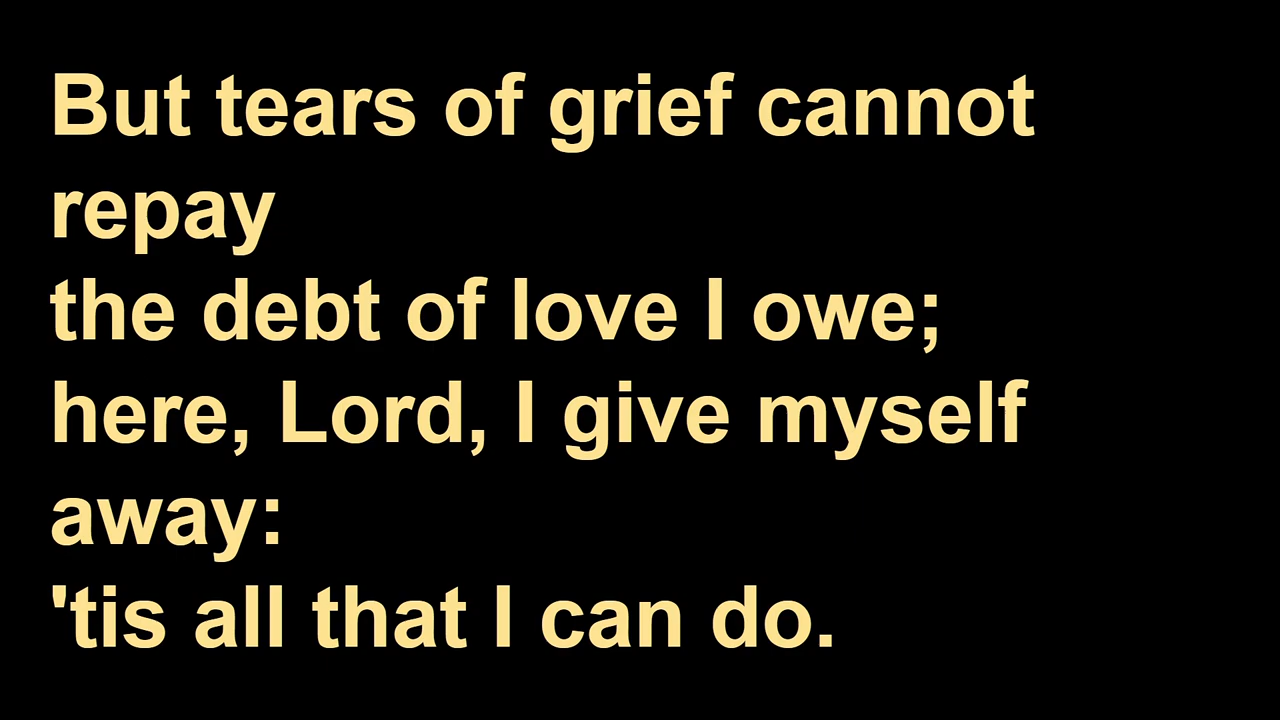 But tears of grief cannot
repay
the debt of love I owe;
here, Lord, I give myself
away:
'tis all that I can do.